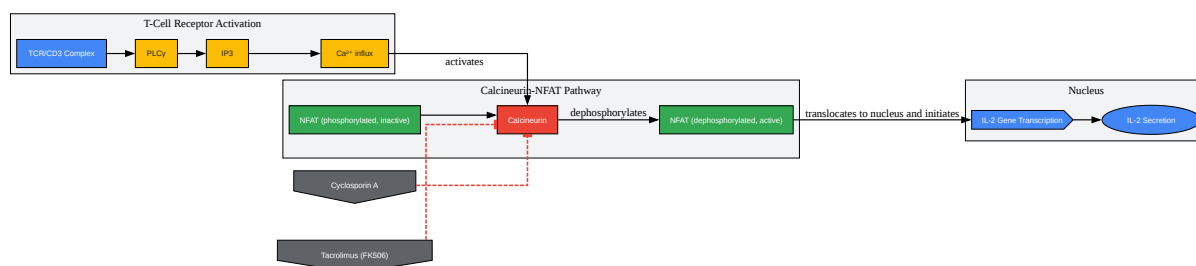 T-Cell Receptor Activation
TCR/CD3 Complex
PLCγ
IP3
Ca²⁺ influx
activates
Calcineurin-NFAT Pathway
NFAT (phosphorylated, inactive)
Calcineurin
dephosphorylates
NFAT (dephosphorylated, active)
translocates to nucleus and initiates
Nucleus
IL-2 Gene Transcription
IL-2 Secretion
Cyclosporin A
Tacrolimus (FK506)